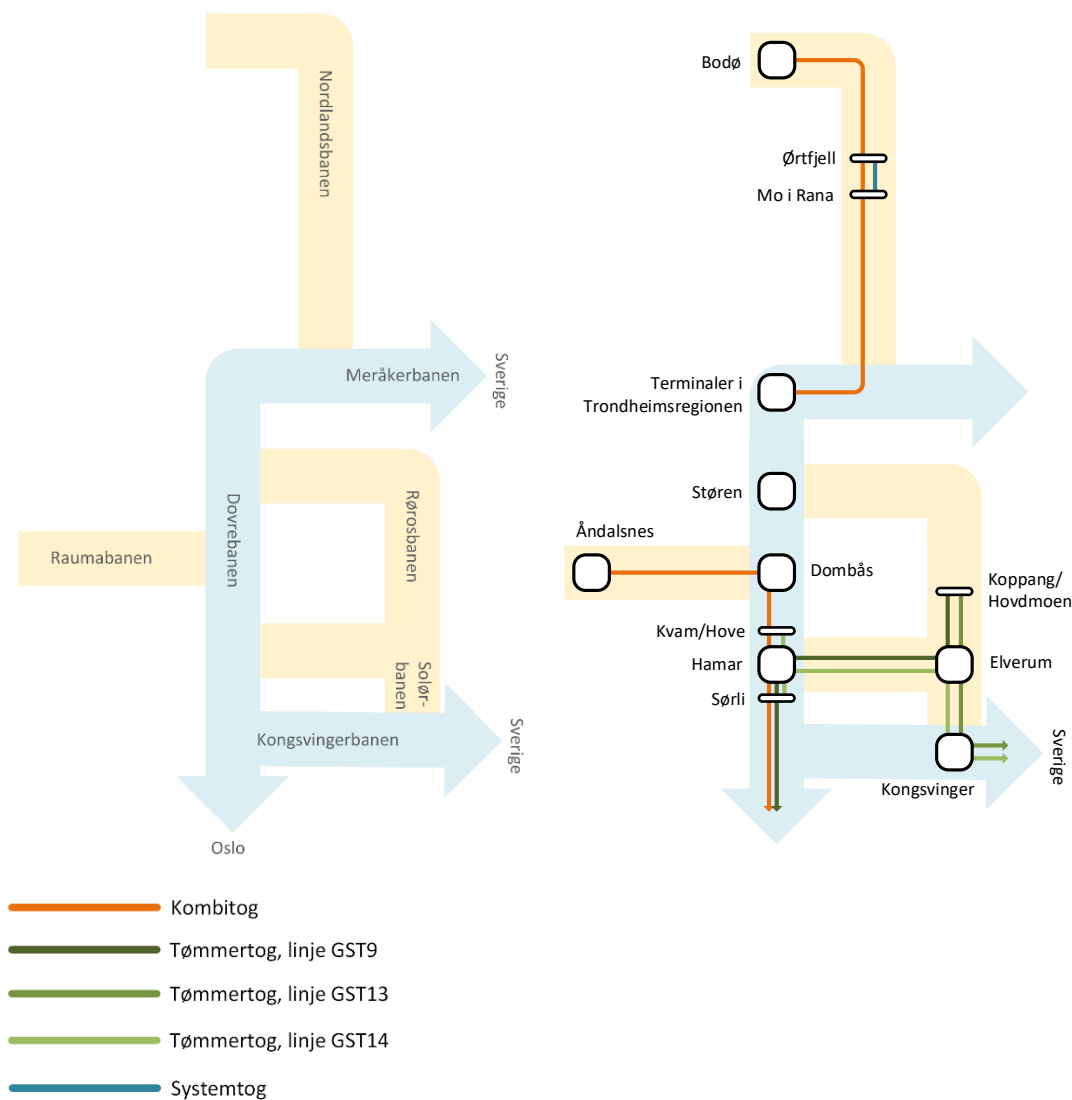 Nordlandsbanen
Meråkerbanen
Sverige
Dovrebanen
Rørosbanen
Raumabanen
Solør-
banen
Kongsvingerbanen
Sverige
Oslo
Bodø
Ørtfjell
Mo i Rana
Terminaler i
Trondheimsregionen
Støren
Åndalsnes
Dombås
Koppang/
Hovdmoen
Kvam/Hove
Hamar
Elverum
Sørli
Sverige
Kongsvinger
Kombitog
Tømmertog, linje GST9
Tømmertog, linje GST13
Tømmertog, linje GST14
Systemtog